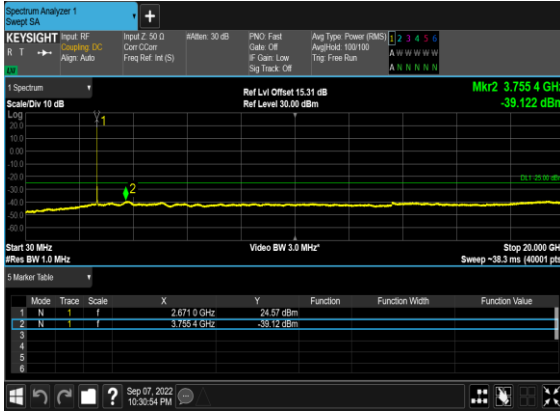 Spectrum Analyzer 1
Swept SA
+
KEYSIGHT Input: RF Input Z: 50 Ω #Atten: 30 dB PNO: Fast Avg Type: Power (RMS) 1 2 3 4 5 6
R T Coupling: DC Corr CCorr Gate: Off Avg|Hold: 100/100 A W W W W W
Align: Auto Freq Ref: Int (S) IF Gain: Low Trig: Free Run
Sig Track: Off A N N N N N
1 Spectrum Ref Lvl Offset 15.31 dB Mkr2 3.755 4 GHz
Scale/Div 10 dB Ref Level 30.00 dBm -39.122 dBm
Log
20.0
10.0
0.00
-10.0
-20.0
-30.0
-40.0
-50.0
-60.0
1
2
DL1 -25.00 dBm
Start 30 MHz Video BW 3.0 MHz* Stop 20.000 GHz
#Res BW 1.0 MHz Sweep ~38.3 ms (40001 pts)
5 Marker Table
Mode Trace Scale X Y Function Function Width Function Value
1 N 1 f 2.671 0 GHz 24.57 dBm
2 N 1 f 3.755 4 GHz -39.12 dBm
3
4
5
6
? Sep 07, 2022
10:30:54 PM